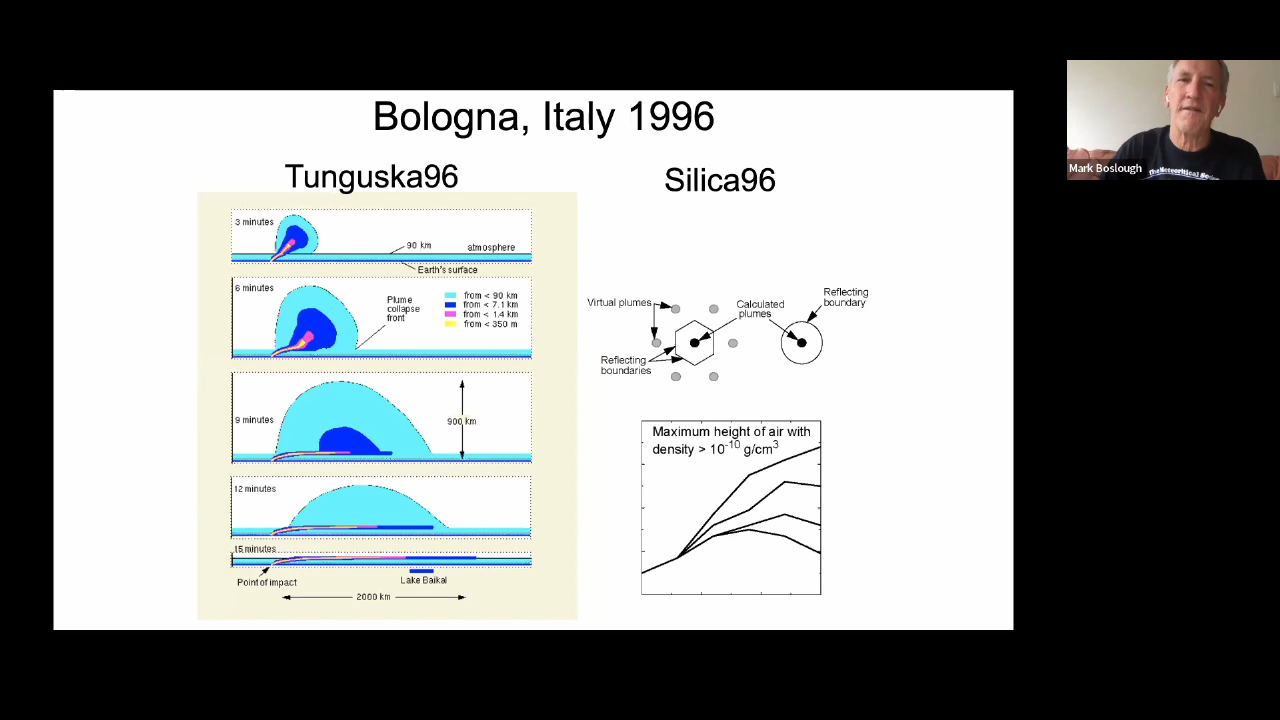 Bologna, Italy 1996
Tunguska96
3 minutes
90 km
atmosphere
Earth's surface
6 minutes
Plume
collapse
front
from < 90 km
from < 7.1 km
from < 1.4 km
from < 350 m
9 minutes
900 km
12 minutes
15 minutes
Point of impact
Lake Baikal
2000 km
Silica96
Virtual plumes
Calculated
plumes
Reflecting
boundary
Reflecting
boundaries
Maximum height of air with
density > 10^-10 g/cm^3
Mark Boslough